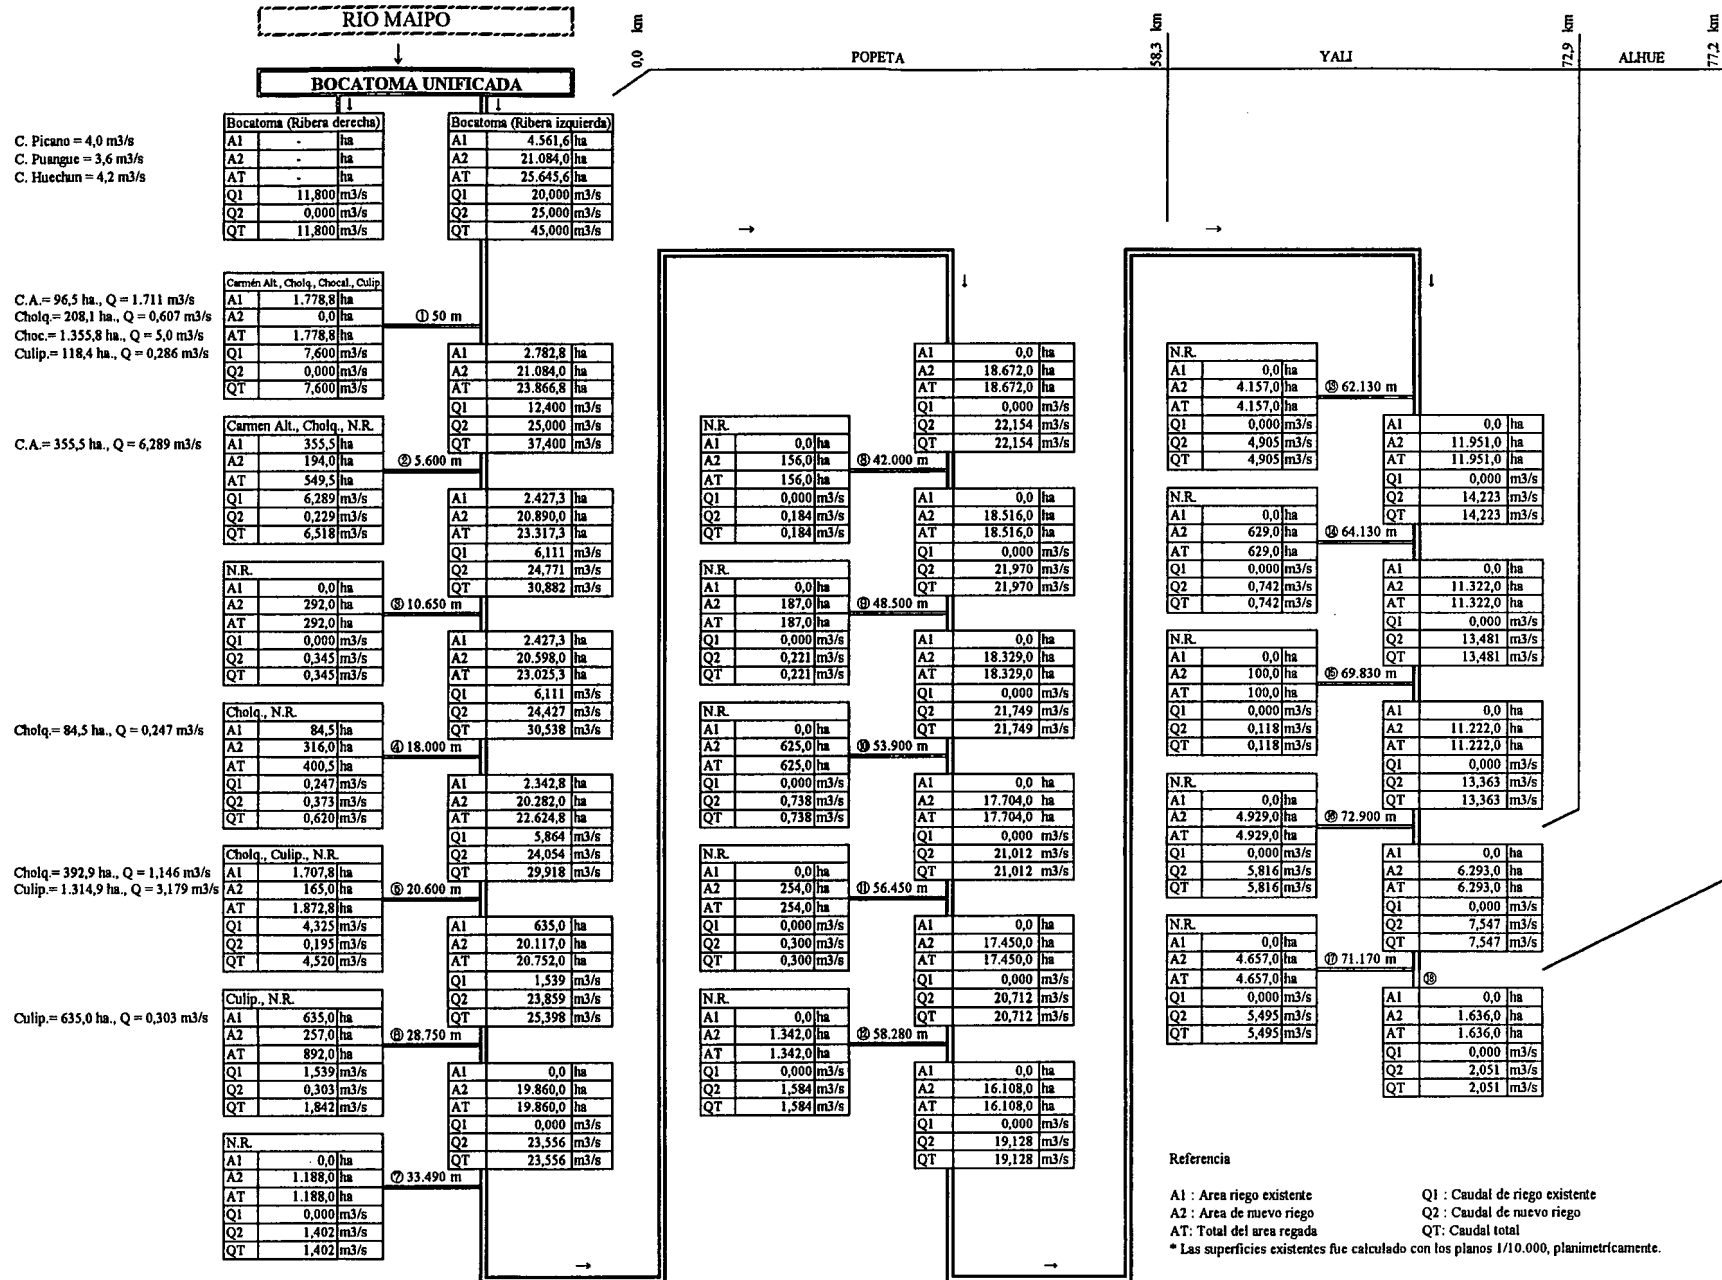 RIO MAIPO
↓
BOCATOMA UNIFICADA
↓ ↓
0,0 km
POPETA
58,3 km
YALI
72,9 km
ALHUE
77,2 km
C. Picano = 4,0 m3/s
C. Puangue = 3,6 m3/s
C. Huechun = 4,2 m3/s
Bocatoma (Ribera derecha)
A1 - ha
A2 - ha
AT - ha
Q1 11,800 m3/s
Q2 0,000 m3/s
QT 11,800 m3/s
Bocatoma (Ribera izquierda)
A1 4.561,6 ha
A2 21.084,0 ha
AT 25.645,6 ha
Q1 20,000 m3/s
Q2 25,000 m3/s
QT 45,000 m3/s
C.A.= 96,5 ha., Q = 1.711 m3/s
Cholq.= 208,1 ha., Q = 0,607 m3/s
Choc.= 1.355,8 ha., Q = 5,0 m3/s
Culip.= 118,4 ha., Q = 0,286 m3/s
Carmén Alt., Cholq., Chocal., Culip.
A1 1.778,8 ha
A2 0,0 ha
AT 1.778,8 ha
Q1 7,600 m3/s
Q2 0,000 m3/s
QT 7,600 m3/s
① 50 m
A1 2.782,8 ha
A2 21.084,0 ha
AT 23.866,8 ha
Q1 12,400 m3/s
Q2 25,000 m3/s
QT 37,400 m3/s
C.A.= 355,5 ha., Q = 6,289 m3/s
Carmen Alt., Cholq., N.R.
A1 355,5 ha
A2 194,0 ha
AT 549,5 ha
Q1 6,289 m3/s
Q2 0,229 m3/s
QT 6,518 m3/s
② 5.600 m
A1 2.427,3 ha
A2 20.890,0 ha
AT 23.317,3 ha
Q1 6,111 m3/s
Q2 24,771 m3/s
QT 30,882 m3/s
N.R.
A1 0,0 ha
A2 292,0 ha
AT 292,0 ha
Q1 0,000 m3/s
Q2 0,345 m3/s
QT 0,345 m3/s
③ 10.650 m
A1 2.427,3 ha
A2 20.598,0 ha
AT 23.025,3 ha
Q1 6,111 m3/s
Q2 24,427 m3/s
QT 30,538 m3/s
Cholq.= 84,5 ha., Q = 0,247 m3/s
Cholq., N.R.
A1 84,5 ha
A2 316,0 ha
AT 400,5 ha
Q1 0,247 m3/s
Q2 0,373 m3/s
QT 0,620 m3/s
④ 18.000 m
A1 2.342,8 ha
A2 20.282,0 ha
AT 22.624,8 ha
Q1 5,864 m3/s
Q2 24,054 m3/s
QT 29,918 m3/s
Cholq.= 392,9 ha., Q = 1,146 m3/s
Culip.= 1.314,9 ha., Q = 3,179 m3/s
Cholq., Culip., N.R.
A1 1.707,8 ha
A2 165,0 ha
AT 1.872,8 ha
Q1 4,325 m3/s
Q2 0,195 m3/s
QT 4,520 m3/s
⑤ 20.600 m
A1 635,0 ha
A2 20.117,0 ha
AT 20.752,0 ha
Q1 1,539 m3/s
Q2 23,859 m3/s
QT 25,398 m3/s
Culip.= 635,0 ha., Q = 0,303 m3/s
Culip., N.R.
A1 635,0 ha
A2 257,0 ha
AT 892,0 ha
Q1 1,539 m3/s
Q2 0,303 m3/s
QT 1,842 m3/s
⑥ 28.750 m
A1 0,0 ha
A2 19.860,0 ha
AT 19.860,0 ha
Q1 0,000 m3/s
Q2 23,556 m3/s
QT 23,556 m3/s
N.R.
A1 0,0 ha
A2 1.188,0 ha
AT 1.188,0 ha
Q1 0,000 m3/s
Q2 1,402 m3/s
QT 1,402 m3/s
⑦ 33.490 m
→
→
↓
A1 0,0 ha
A2 18.672,0 ha
AT 18.672,0 ha
Q1 0,000 m3/s
Q2 22,154 m3/s
QT 22,154 m3/s
N.R.
A1 0,0 ha
A2 156,0 ha
AT 156,0 ha
Q1 0,000 m3/s
Q2 0,184 m3/s
QT 0,184 m3/s
⑧ 42.000 m
A1 0,0 ha
A2 18.516,0 ha
AT 18.516,0 ha
Q1 0,000 m3/s
Q2 21,970 m3/s
QT 21,970 m3/s
N.R.
A1 0,0 ha
A2 187,0 ha
AT 187,0 ha
Q1 0,000 m3/s
Q2 0,221 m3/s
QT 0,221 m3/s
⑨ 48.500 m
A1 0,0 ha
A2 18.329,0 ha
AT 18.329,0 ha
Q1 0,000 m3/s
Q2 21,749 m3/s
QT 21,749 m3/s
N.R.
A1 0,0 ha
A2 625,0 ha
AT 625,0 ha
Q1 0,000 m3/s
Q2 0,738 m3/s
QT 0,738 m3/s
⑩ 53.900 m
A1 0,0 ha
A2 17.704,0 ha
AT 17.704,0 ha
Q1 0,000 m3/s
Q2 21,012 m3/s
QT 21,012 m3/s
N.R.
A1 0,0 ha
A2 254,0 ha
AT 254,0 ha
Q1 0,000 m3/s
Q2 0,300 m3/s
QT 0,300 m3/s
⑪ 56.450 m
A1 0,0 ha
A2 17.450,0 ha
AT 17.450,0 ha
Q1 0,000 m3/s
Q2 20,712 m3/s
QT 20,712 m3/s
N.R.
A1 0,0 ha
A2 1.342,0 ha
AT 1.342,0 ha
Q1 0,000 m3/s
Q2 1,584 m3/s
QT 1,584 m3/s
⑫ 58.280 m
A1 0,0 ha
A2 16.108,0 ha
AT 16.108,0 ha
Q1 0,000 m3/s
Q2 19,128 m3/s
QT 19,128 m3/s
→
→
↓
N.R.
A1 0,0 ha
A2 4.157,0 ha
AT 4.157,0 ha
Q1 0,000 m3/s
Q2 4,905 m3/s
QT 4,905 m3/s
⑬ 62.130 m
A1 0,0 ha
A2 11.951,0 ha
AT 11.951,0 ha
Q1 0,000 m3/s
Q2 14,223 m3/s
QT 14,223 m3/s
N.R.
A1 0,0 ha
A2 629,0 ha
AT 629,0 ha
Q1 0,000 m3/s
Q2 0,742 m3/s
QT 0,742 m3/s
⑭ 64.130 m
A1 0,0 ha
A2 11.322,0 ha
AT 11.322,0 ha
Q1 0,000 m3/s
Q2 13,481 m3/s
QT 13,481 m3/s
N.R.
A1 0,0 ha
A2 100,0 ha
AT 100,0 ha
Q1 0,000 m3/s
Q2 0,118 m3/s
QT 0,118 m3/s
⑮ 69.830 m
A1 0,0 ha
A2 11.222,0 ha
AT 11.222,0 ha
Q1 0,000 m3/s
Q2 13,363 m3/s
QT 13,363 m3/s
N.R.
A1 0,0 ha
A2 4.929,0 ha
AT 4.929,0 ha
Q1 0,000 m3/s
Q2 5,816 m3/s
QT 5,816 m3/s
⑯ 72.900 m
A1 0,0 ha
A2 6.293,0 ha
AT 6.293,0 ha
Q1 0,000 m3/s
Q2 7,547 m3/s
QT 7,547 m3/s
N.R.
A1 0,0 ha
A2 4.657,0 ha
AT 4.657,0 ha
Q1 0,000 m3/s
Q2 5,495 m3/s
QT 5,495 m3/s
⑰ 71.170 m
⑱
A1 0,0 ha
A2 1.636,0 ha
AT 1.636,0 ha
Q1 0,000 m3/s
Q2 2,051 m3/s
QT 2,051 m3/s
Referencia
A1 : Area riego existente Q1 : Caudal de riego existente
A2 : Area de nuevo riego Q2 : Caudal de nuevo riego
AT: Total del area regada QT: Caudal total
* Las superficies existentes fue calculado con los planos 1/10.000, planimetrícamente.